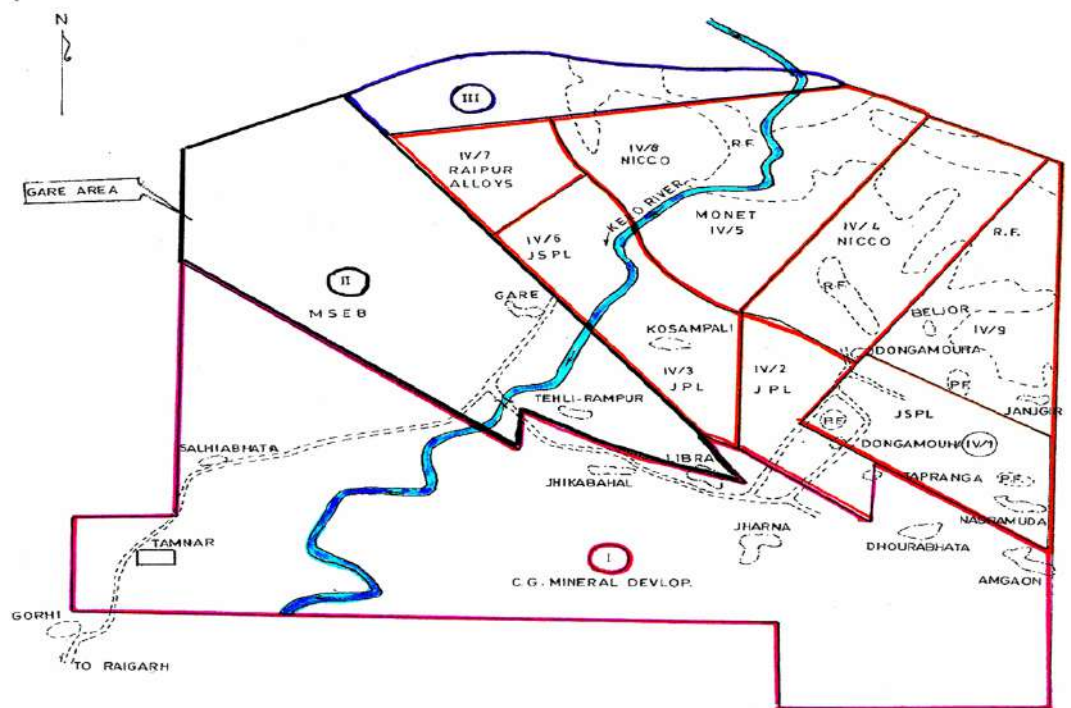 N
III
IV/7
RAIPUR
ALLOYS
IV/8
NICCO
R.F.
GARE AREA
KELO RIVER
MONET
IV/5
IV/4
NICCO
R.F.
IV/6
JSPL
II
MSEB
GARE
R.F.
BELJOR
IV/9
KOSAMPALI
DONGAMOURA
IV/3
JPL
IV/2
JPL
P.F.
JANJGIR
TEHLI-RAMPUR
JSPL
DONGAMOUHA
IV/1
SALHIABHATA
LIBRA
JHIKABAHAL
TAPRANGA
P.F.
NAGRAMUDA
TAMNAR
JHARNA
DHOURABHATA
AMGAON
I
C.G. MINERAL DEVLOP.
GORHI
TO RAIGARH